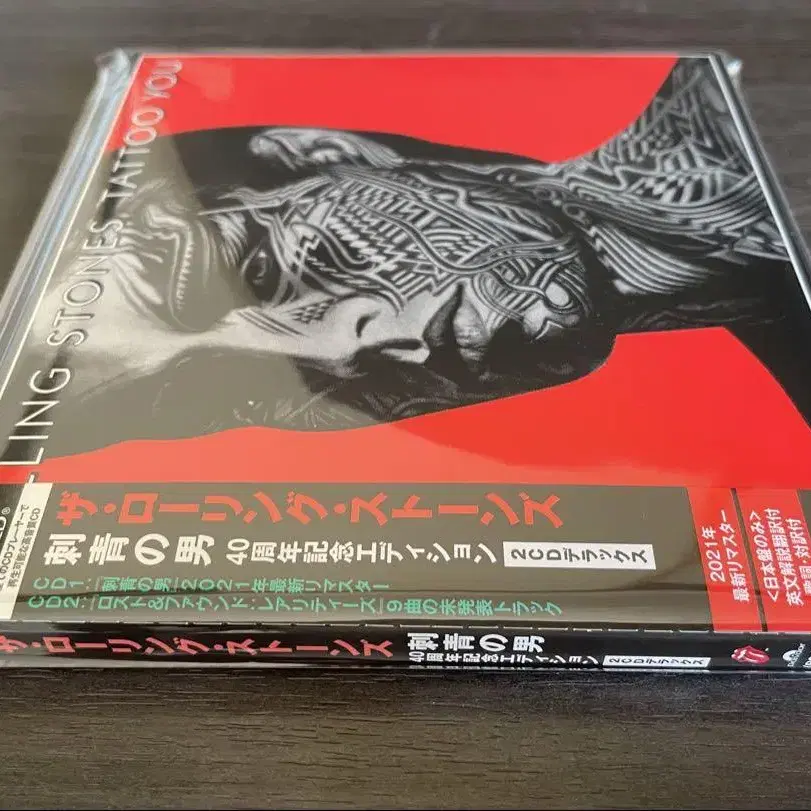 LING STONES TATTOO YOU
ザ・ローリング・ストーンズ
刺青の男 40周年記念エディション 2CDデラックス
CD1:「刺青の男」2021年最新リマスター
CD2:「ロスト&ファウンド:レアリティーズ」9曲の未発表トラック
2021年
最新リマスター
<日本盤のみ>
英文解説翻訳付
歌詞・対訳付
ザ・ローリング・ストーンズ 刺青の男
40周年記念エディション 2CDデラックス